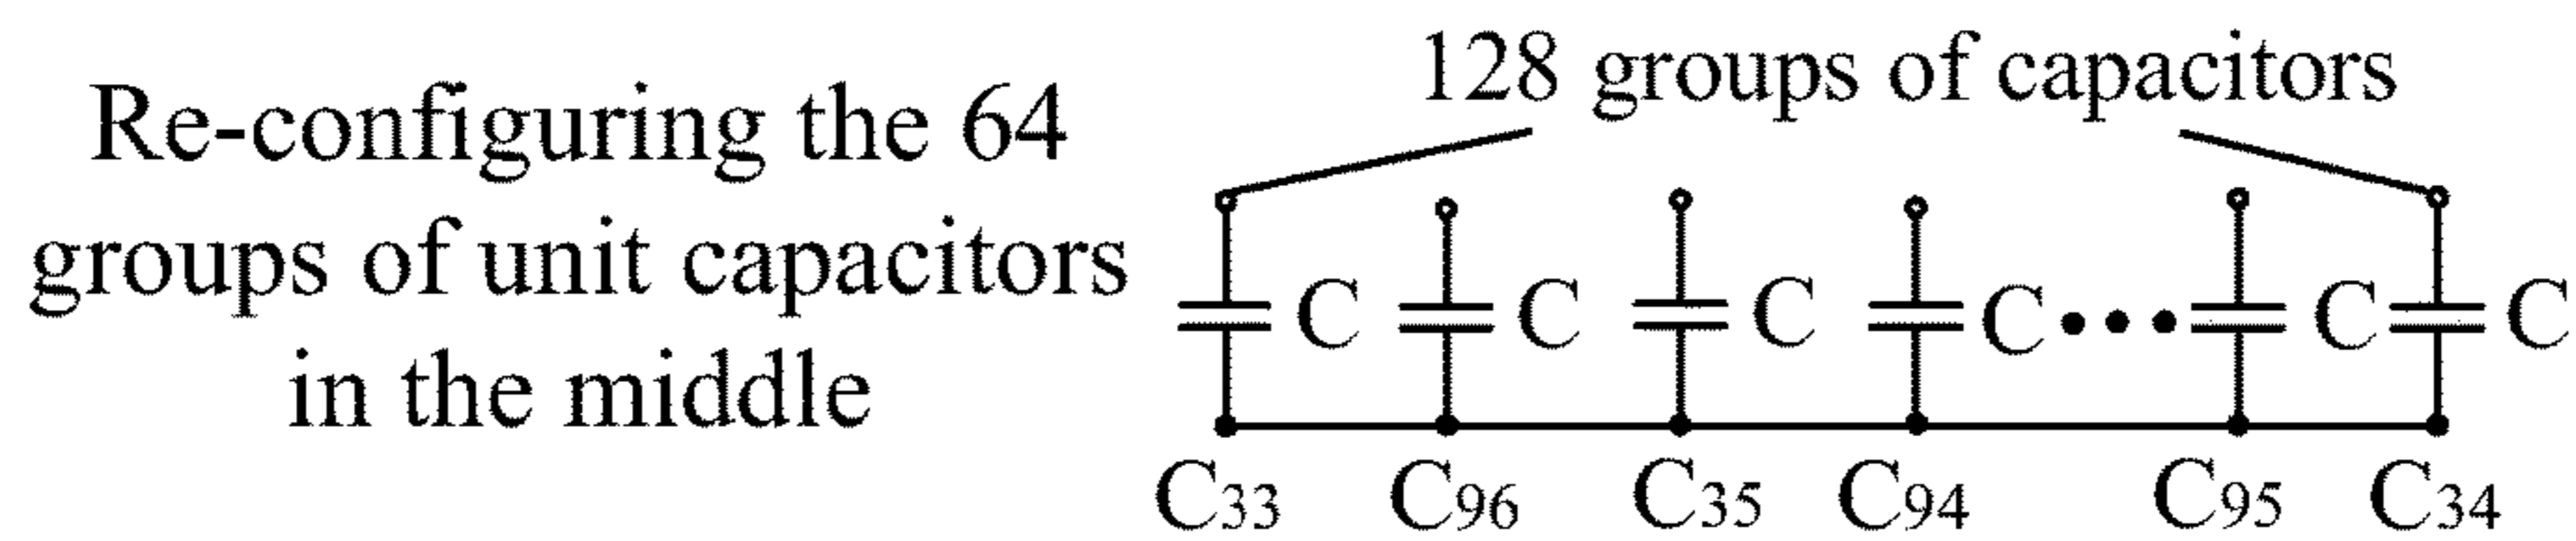 Re-configuring the 64
groups of unit capacitors
in the middle
128 groups of capacitors
C C C C C C
C33 C96 C35 C94 C95 C34